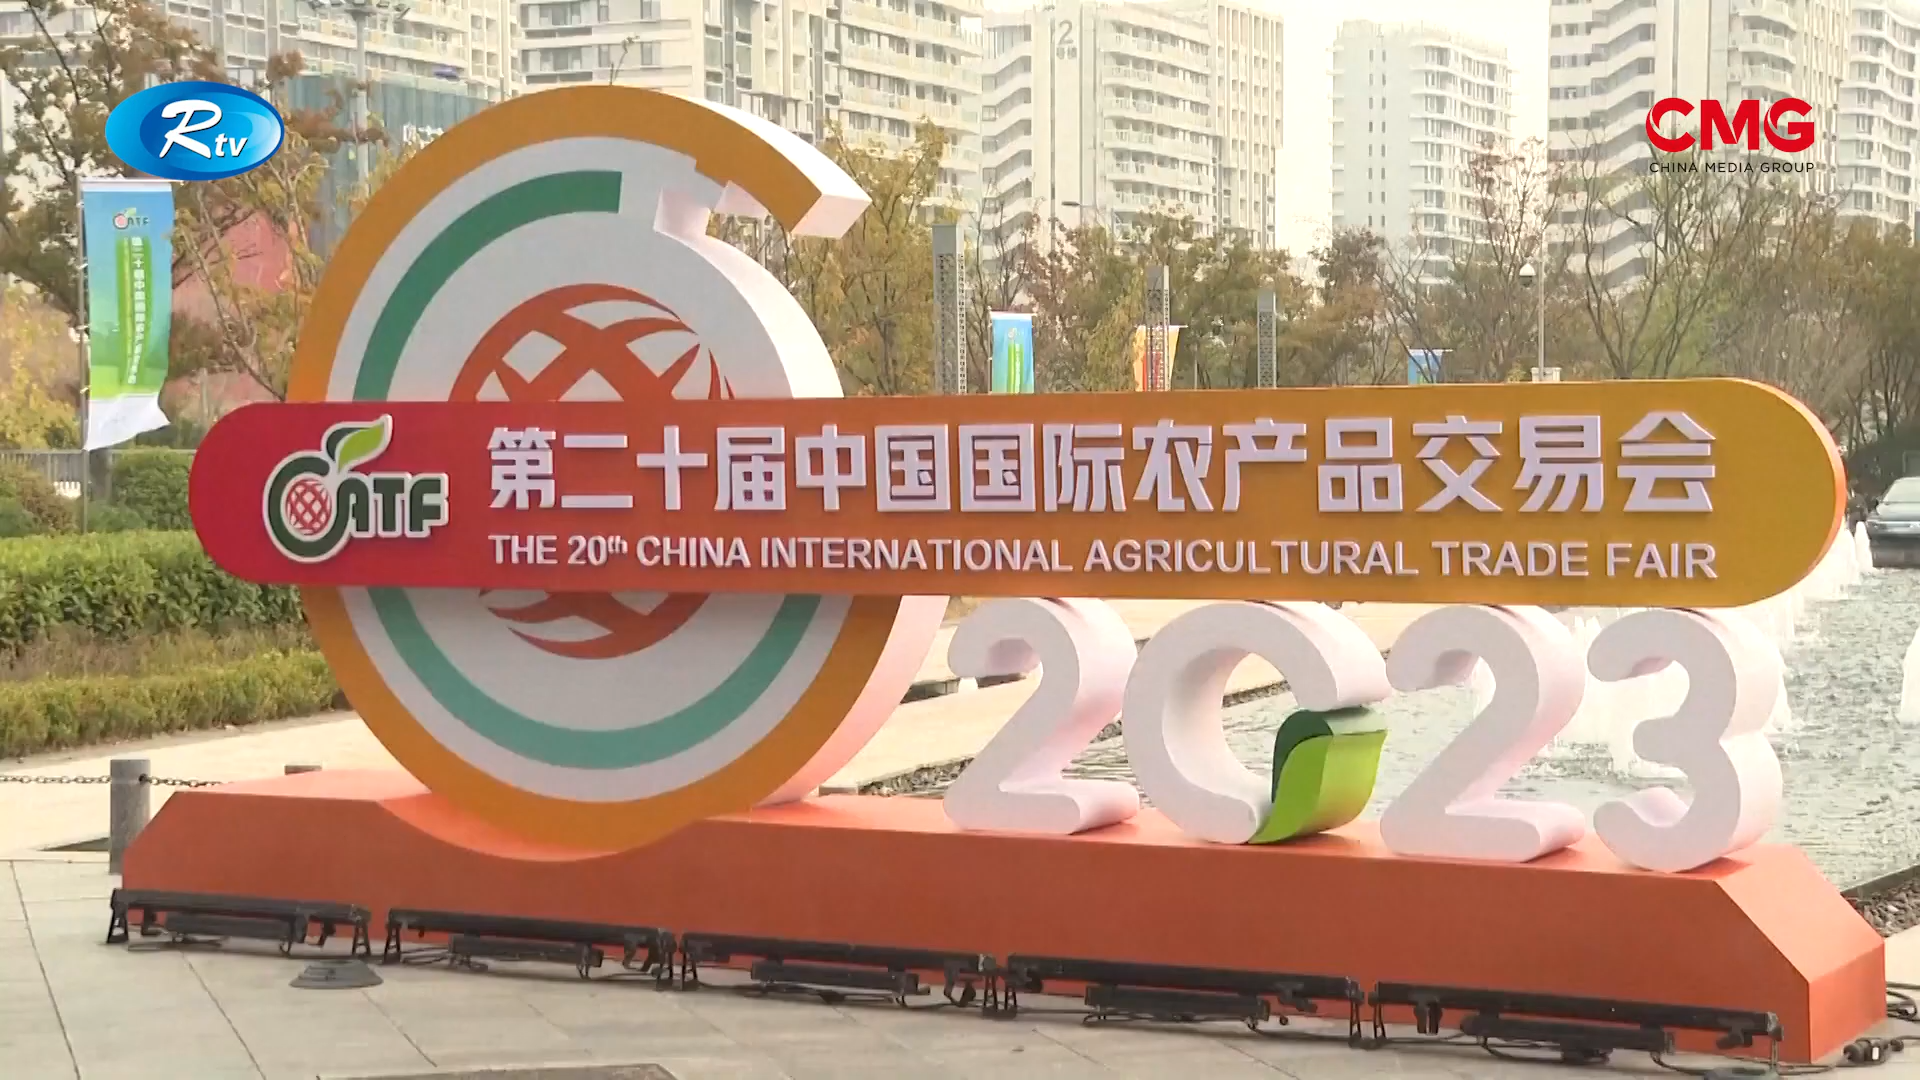 Rtv
CMG
CHINA MEDIA GROUP
CATF
CATF
第二十届中国国际农产品交易会
THE 20th CHINA INTERNATIONAL AGRICULTURAL TRADE FAIR
2023